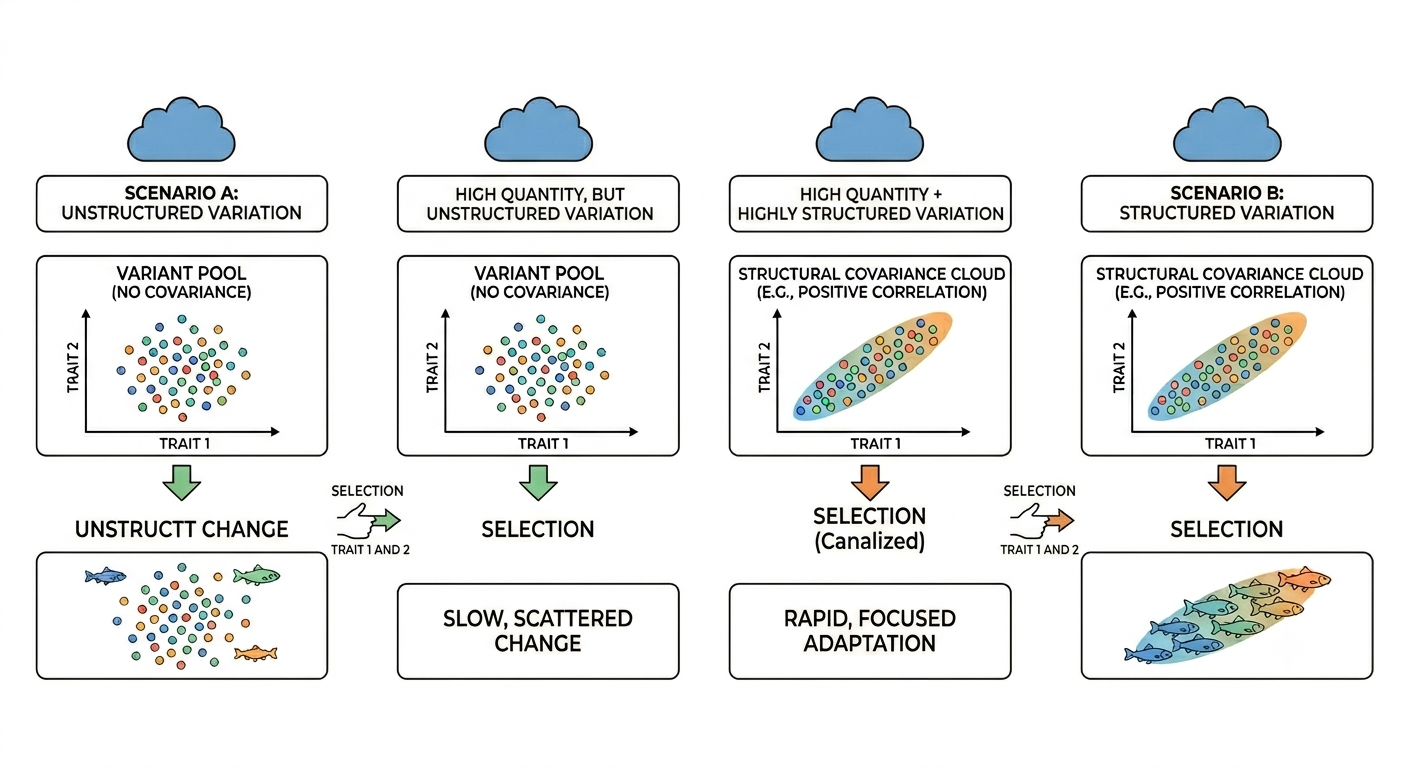 SCENARIO A:
UNSTRUCTURED VARIATION
VARIANT POOL
(NO COVARIANCE)
TRAIT 2
TRAIT 1
UNSTRUCTT CHANGE
SELECTION
TRAIT 1 AND 2
HIGH QUANTITY, BUT
UNSTRUCTURED VARIATION
VARIANT POOL
(NO COVARIANCE)
TRAIT 2
TRAIT 1
SELECTION
SLOW, SCATTERED
CHANGE
HIGH QUANTITY +
HIGHLY STRUCTURED VARIATION
STRUCTURAL COVARIANCE CLOUD
(E.G., POSITIVE CORRELATION)
TRAIT 2
TRAIT 1
SELECTION
(Canalized)
RAPID, FOCUSED
ADAPTATION
SELECTION
TRAIT 1 AND 2
SCENARIO B:
STRUCTURED VARIATION
STRUCTURAL COVARIANCE CLOUD
(E.G., POSITIVE CORRELATION)
TRAIT 2
TRAIT 1
SELECTION